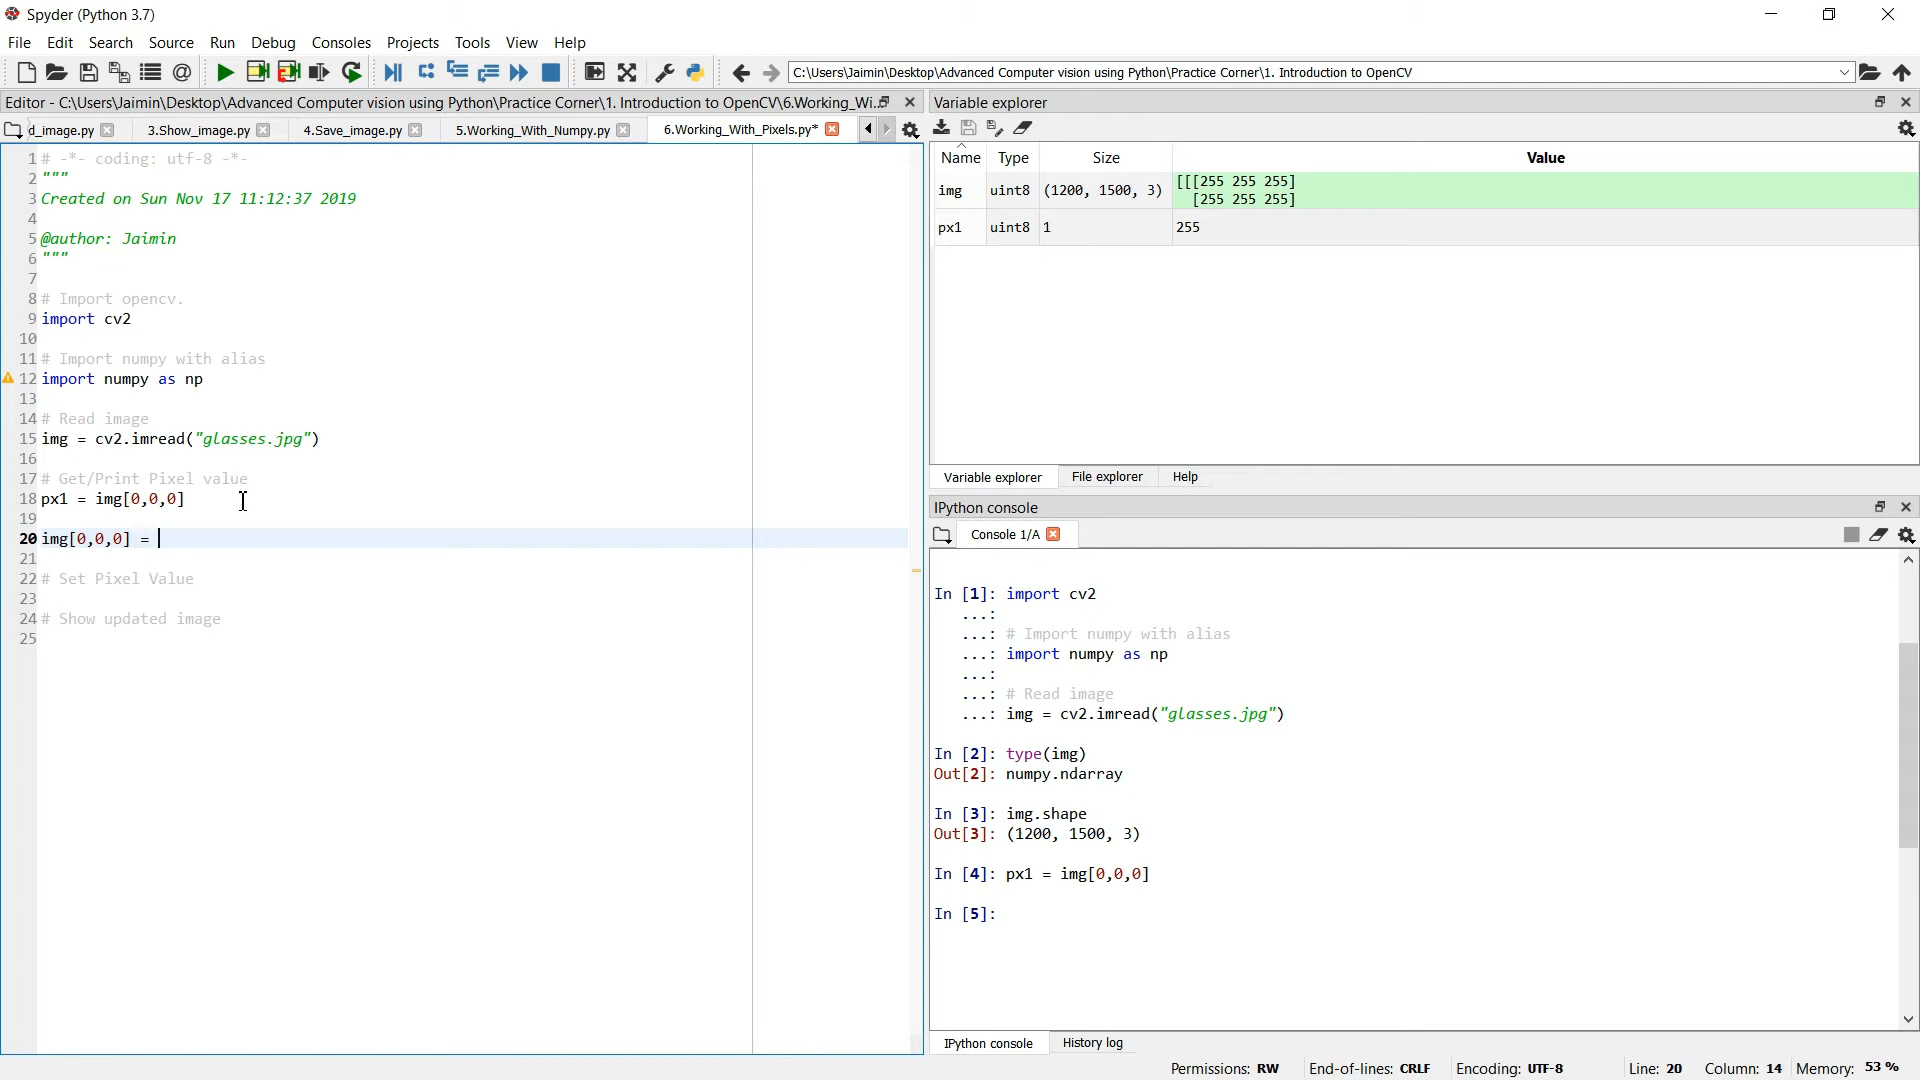 Spyder (Python 3.7)
File Edit Search Source Run Debug Consoles Projects Tools View Help
C:\Users\Jaimin\Desktop\Advanced Computer vision using Python\Practice Corner\1. Introduction to OpenCV
Editor - C:\Users\Jaimin\Desktop\Advanced Computer vision using Python\Practice Corner\1. Introduction to OpenCV\6.Working_Wi...
d_image.py 3.Show_image.py 4.Save_image.py 5.Working_With_Numpy.py 6.Working_With_Pixels.py*
1 # -*- coding: utf-8 -*-
2 """
3 Created on Sun Nov 17 11:12:37 2019
4
5 @author: Jaimin
6 """
7
8 # Import opencv.
9 import cv2
10
11 # Import numpy with alias
12 import numpy as np
13
14 # Read image
15 img = cv2.imread("glasses.jpg")
16
17 # Get/Print Pixel value
18 px1 = img[0,0,0]
19
20 img[0,0,0] =
21
22 # Set Pixel Value
23
24 # Show updated image
25
Variable explorer
Name Type Size Value
img uint8 (1200, 1500, 3) [[[255 255 255]
[255 255 255]
px1 uint8 1 255
Variable explorer File explorer Help
IPython console
Console 1/A
In [1]: import cv2
...:
...: # Import numpy with alias
...: import numpy as np
...:
...: # Read image
...: img = cv2.imread("glasses.jpg")
In [2]: type(img)
Out[2]: numpy.ndarray
In [3]: img.shape
Out[3]: (1200, 1500, 3)
In [4]: px1 = img[0,0,0]
In [5]:
IPython console History log
Permissions: RW End-of-lines: CRLF Encoding: UTF-8 Line: 20 Column: 14 Memory: 53 %